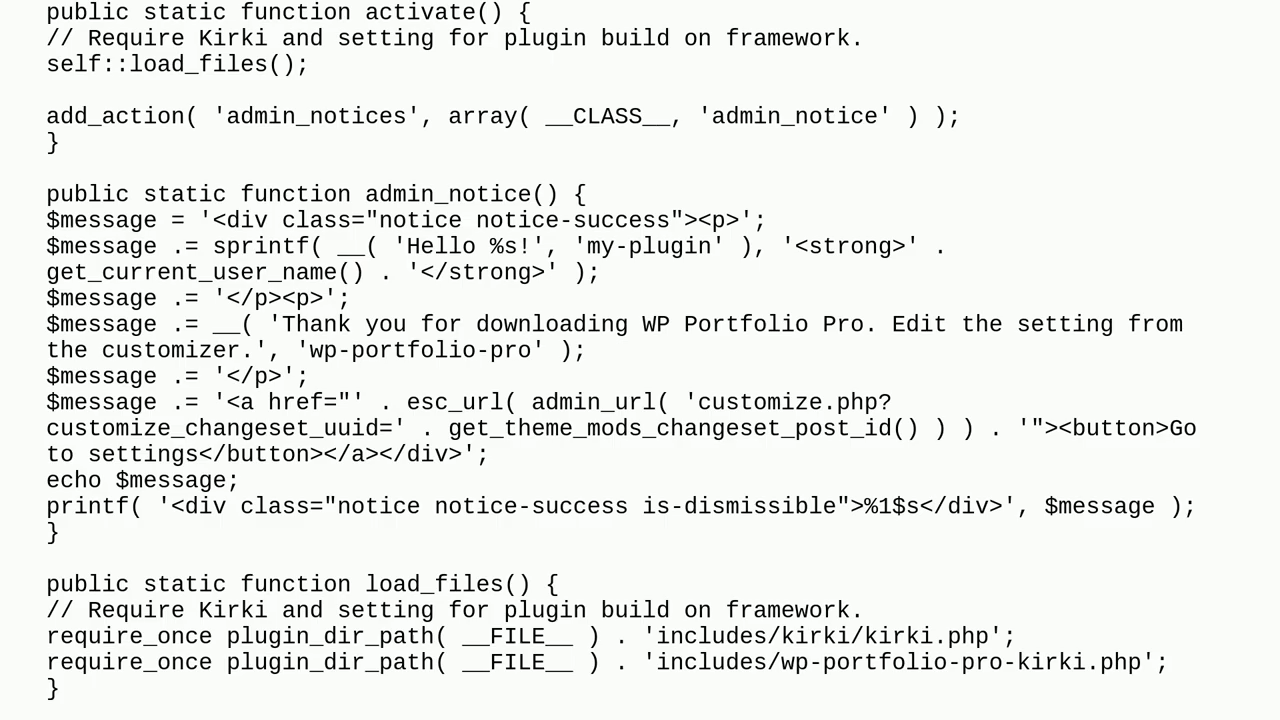 public static function activate() {
// Require Kirki and setting for plugin build on framework.
self::load_files();

add_action( 'admin_notices', array( __CLASS__, 'admin_notice' ) );
}

public static function admin_notice() {
$message = '<div class="notice notice-success"><p>';
$message .= sprintf( __( 'Hello %s!', 'my-plugin' ), '<strong>' .
get_current_user_name() . '</strong>' );
$message .= '</p><p>';
$message .= __( 'Thank you for downloading WP Portfolio Pro. Edit the setting from
the customizer.', 'wp-portfolio-pro' );
$message .= '</p>';
$message .= '<a href="' . esc_url( admin_url( 'customize.php?
customize_changeset_uuid=' . get_theme_mods_changeset_post_id() ) ) . '"><button>Go
to settings</button></a></div>';
echo $message;
printf( '<div class="notice notice-success is-dismissible">%1$s</div>', $message );
}

public static function load_files() {
// Require Kirki and setting for plugin build on framework.
require_once plugin_dir_path( __FILE__ ) . 'includes/kirki/kirki.php';
require_once plugin_dir_path( __FILE__ ) . 'includes/wp-portfolio-pro-kirki.php';
}